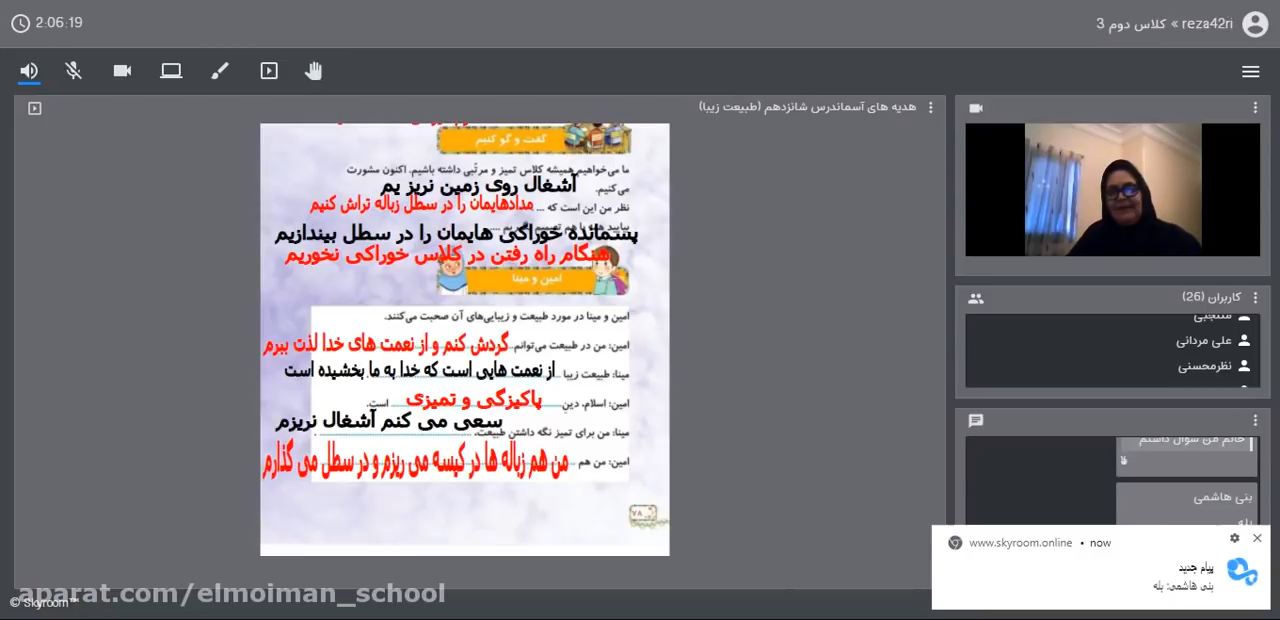 2:06:19
reza42ri » کلاس دوم 3
هدیه های آسماندرس شانزدهم (طبیعت زیبا)
گفت و گو کنیم
ما می‌خواهیم همیشه کلاس تمیز و مرتّبی داشته باشیم. اکنون مشورت
می‌کنیم.
آشغال روی زمین نریز یم
نظر من این است که ...
مدادهایمان را در سطل زباله تراش کنیم
پسمانده خوراکی هایمان را در سطل بیندازیم
هنگام راه رفتن در کلاس خوراکی نخوریم
امین و مینا
امین و مینا در مورد طبیعت و زیبایی‌های آن صحبت می‌کنند.
امین: من در طبیعت می‌توانم گردش کنم و از نعمت های خدا لذت ببرم
مینا: طبیعت زیبا از نعمت هایی است که خدا به ما بخشیده است
امین: اسلام، دینِ پاکیزگی و تمیزی است.
مینا: من برای تمیز نگه داشتن طبیعت، سعی می کنم آشغال نریزم
امین: من هم من هم زباله ها در کیسه می ریزم و در سطل می گذارم
۷۸
کاربران (26)
علی مردانی
نظرمحسنی
خانم من سوال داشتم
بنی هاشمی
بله
www.skyroom.online • now
پیام جدید
بنی هاشمی: بله
aparat.com/elmoiman_school
© Skyroom™